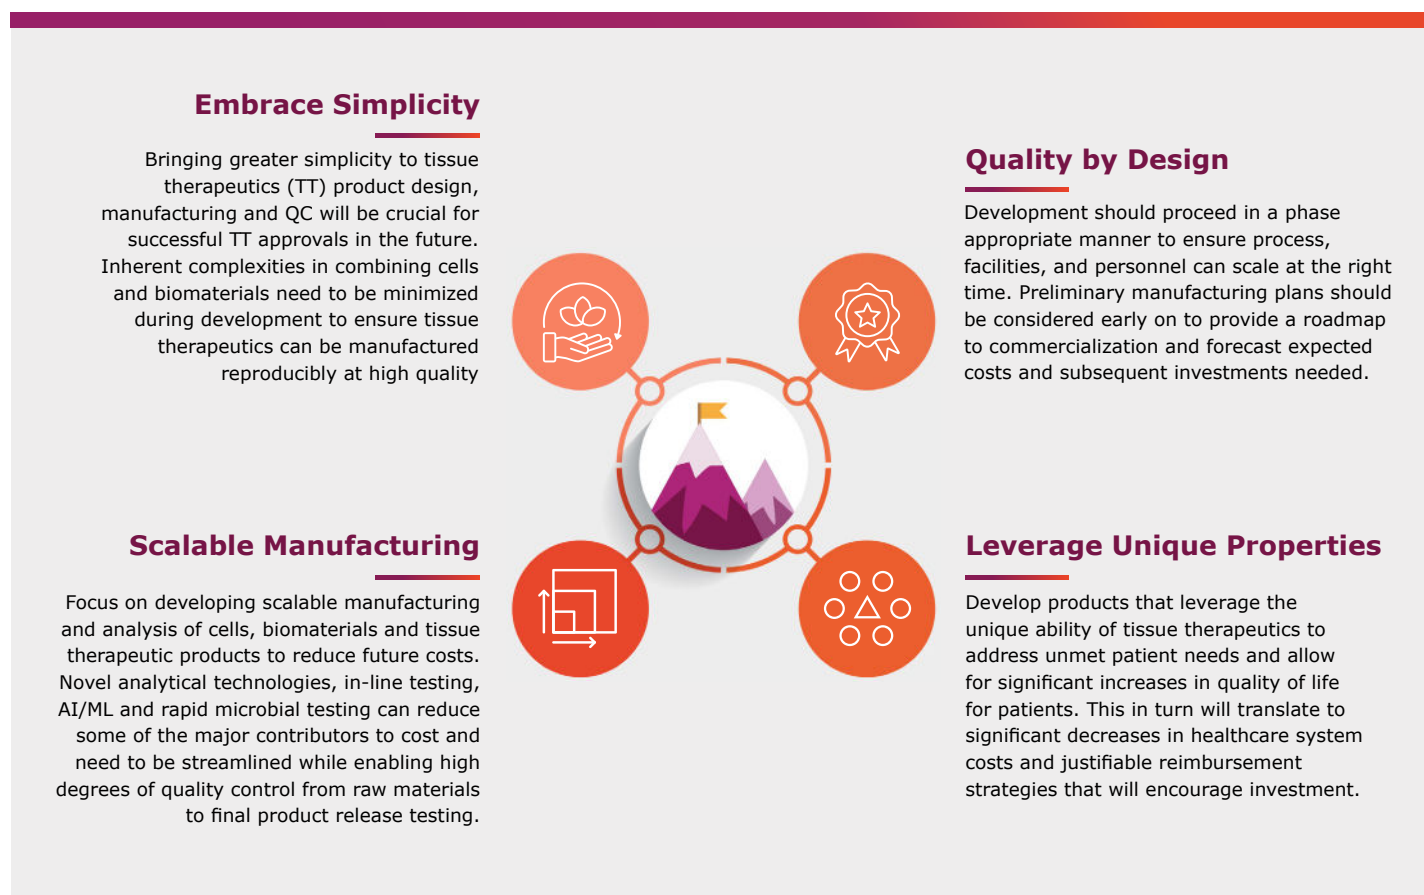 Embrace Simplicity
Bringing greater simplicity to tissue
therapeutics (TT) product design,
manufacturing and QC will be crucial for
successful TT approvals in the future.
Inherent complexities in combining cells
and biomaterials need to be minimized
during development to ensure tissue
therapeutics can be manufactured
reproducibly at high quality
Quality by Design
Development should proceed in a phase
appropriate manner to ensure process,
facilities, and personnel can scale at the right
time. Preliminary manufacturing plans should
be considered early on to provide a roadmap
to commercialization and forecast expected
costs and subsequent investments needed.
Scalable Manufacturing
Focus on developing scalable manufacturing
and analysis of cells, biomaterials and tissue
therapeutic products to reduce future costs.
Novel analytical technologies, in-line testing,
AI/ML and rapid microbial testing can reduce
some of the major contributors to cost and
need to be streamlined while enabling high
degrees of quality control from raw materials
to final product release testing.
Leverage Unique Properties
Develop products that leverage the
unique ability of tissue therapeutics to
address unmet patient needs and allow
for significant increases in quality of life
for patients. This in turn will translate to
significant decreases in healthcare system
costs and justifiable reimbursement
strategies that will encourage investment.